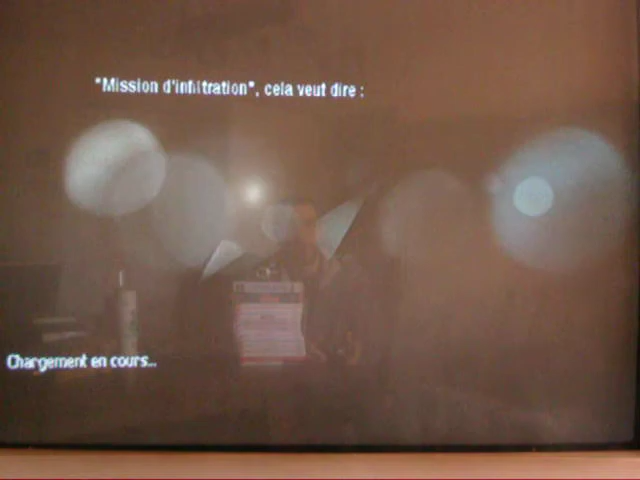 "Mission d'infiltration", cela veut dire :
Chargement en cours...